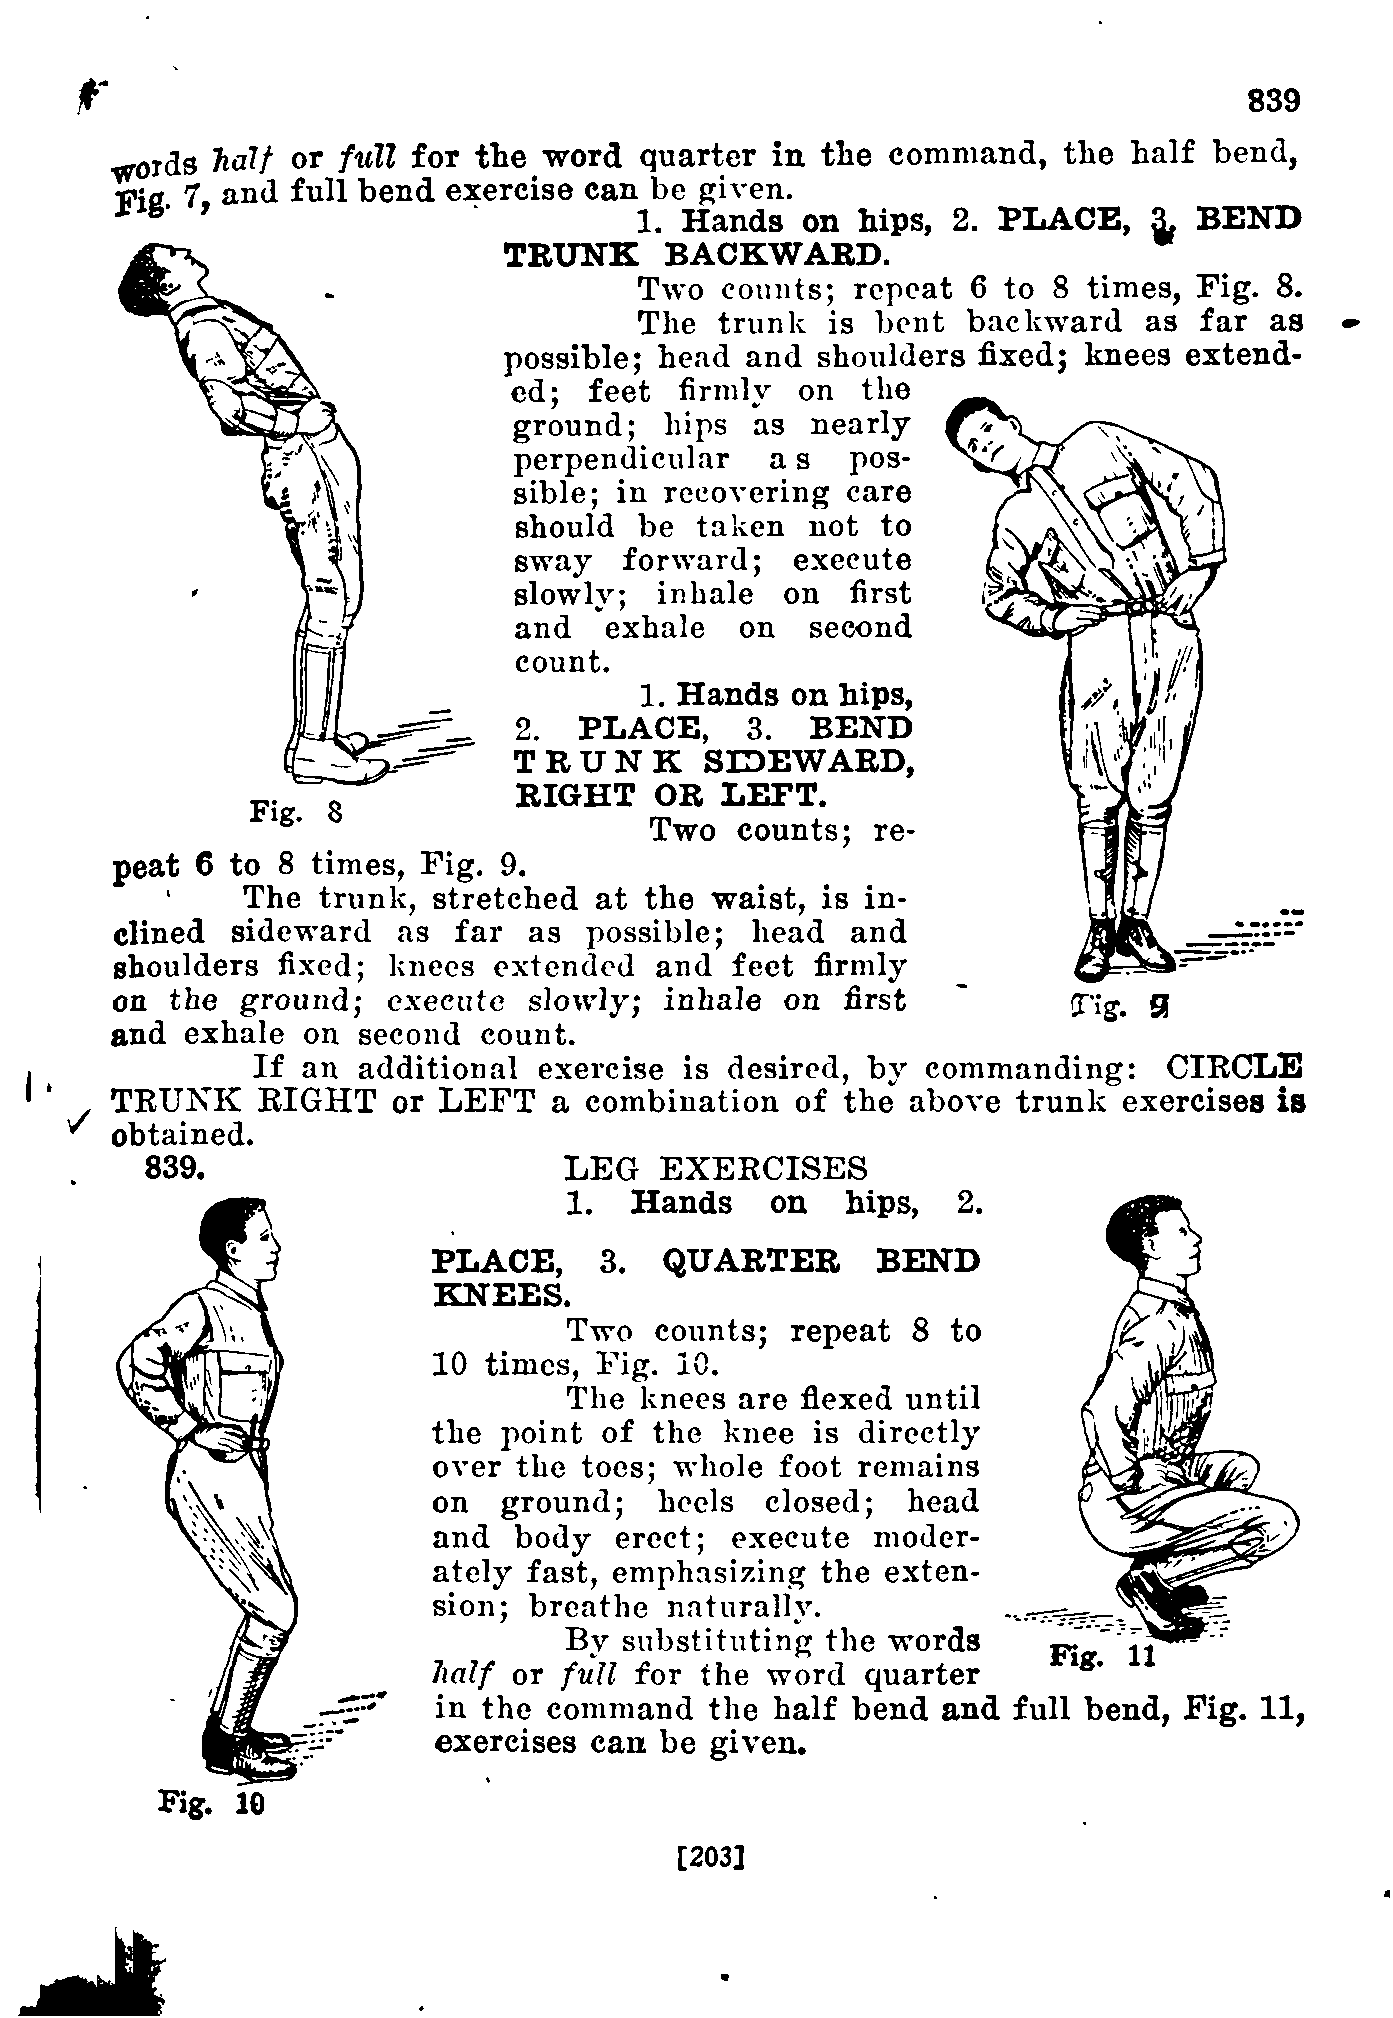 839
words half or full for the word quarter in the command, the half bend,
Fig. 7, and full bend exercise can be given.
1. Hands on hips, 2. PLACE, 3. BEND
TRUNK BACKWARD.
Two counts; repeat 6 to 8 times, Fig. 8.
The trunk is bent backward as far as
possible; head and shoulders fixed; knees extend-
ed; feet firmly on the
ground; hips as nearly
perpendicular as pos-
sible; in recovering care
should be taken not to
sway forward; execute
slowly; inhale on first
and exhale on second
count.
1. Hands on hips,
2. PLACE, 3. BEND
TRUNK SIDEWARD,
RIGHT OR LEFT.
Fig. 8
Two counts; re-
peat 6 to 8 times, Fig. 9.
The trunk, stretched at the waist, is in-
clined sideward as far as possible; head and
shoulders fixed; knees extended and feet firmly
on the ground; execute slowly; inhale on first
and exhale on second count.
Fig. 9
If an additional exercise is desired, by commanding: CIRCLE
TRUNK RIGHT or LEFT a combination of the above trunk exercises is
obtained.
839. LEG EXERCISES
1. Hands on hips, 2.
PLACE, 3. QUARTER BEND
KNEES.
Two counts; repeat 8 to
10 times, Fig. 10.
The knees are flexed until
the point of the knee is directly
over the toes; whole foot remains
on ground; heels closed; head
and body erect; execute moder-
ately fast, emphasizing the exten-
sion; breathe naturally.
By substituting the words
half or full for the word quarter
in the command the half bend and full bend, Fig. 11,
exercises can be given.
Fig. 11
Fig. 10
[203]